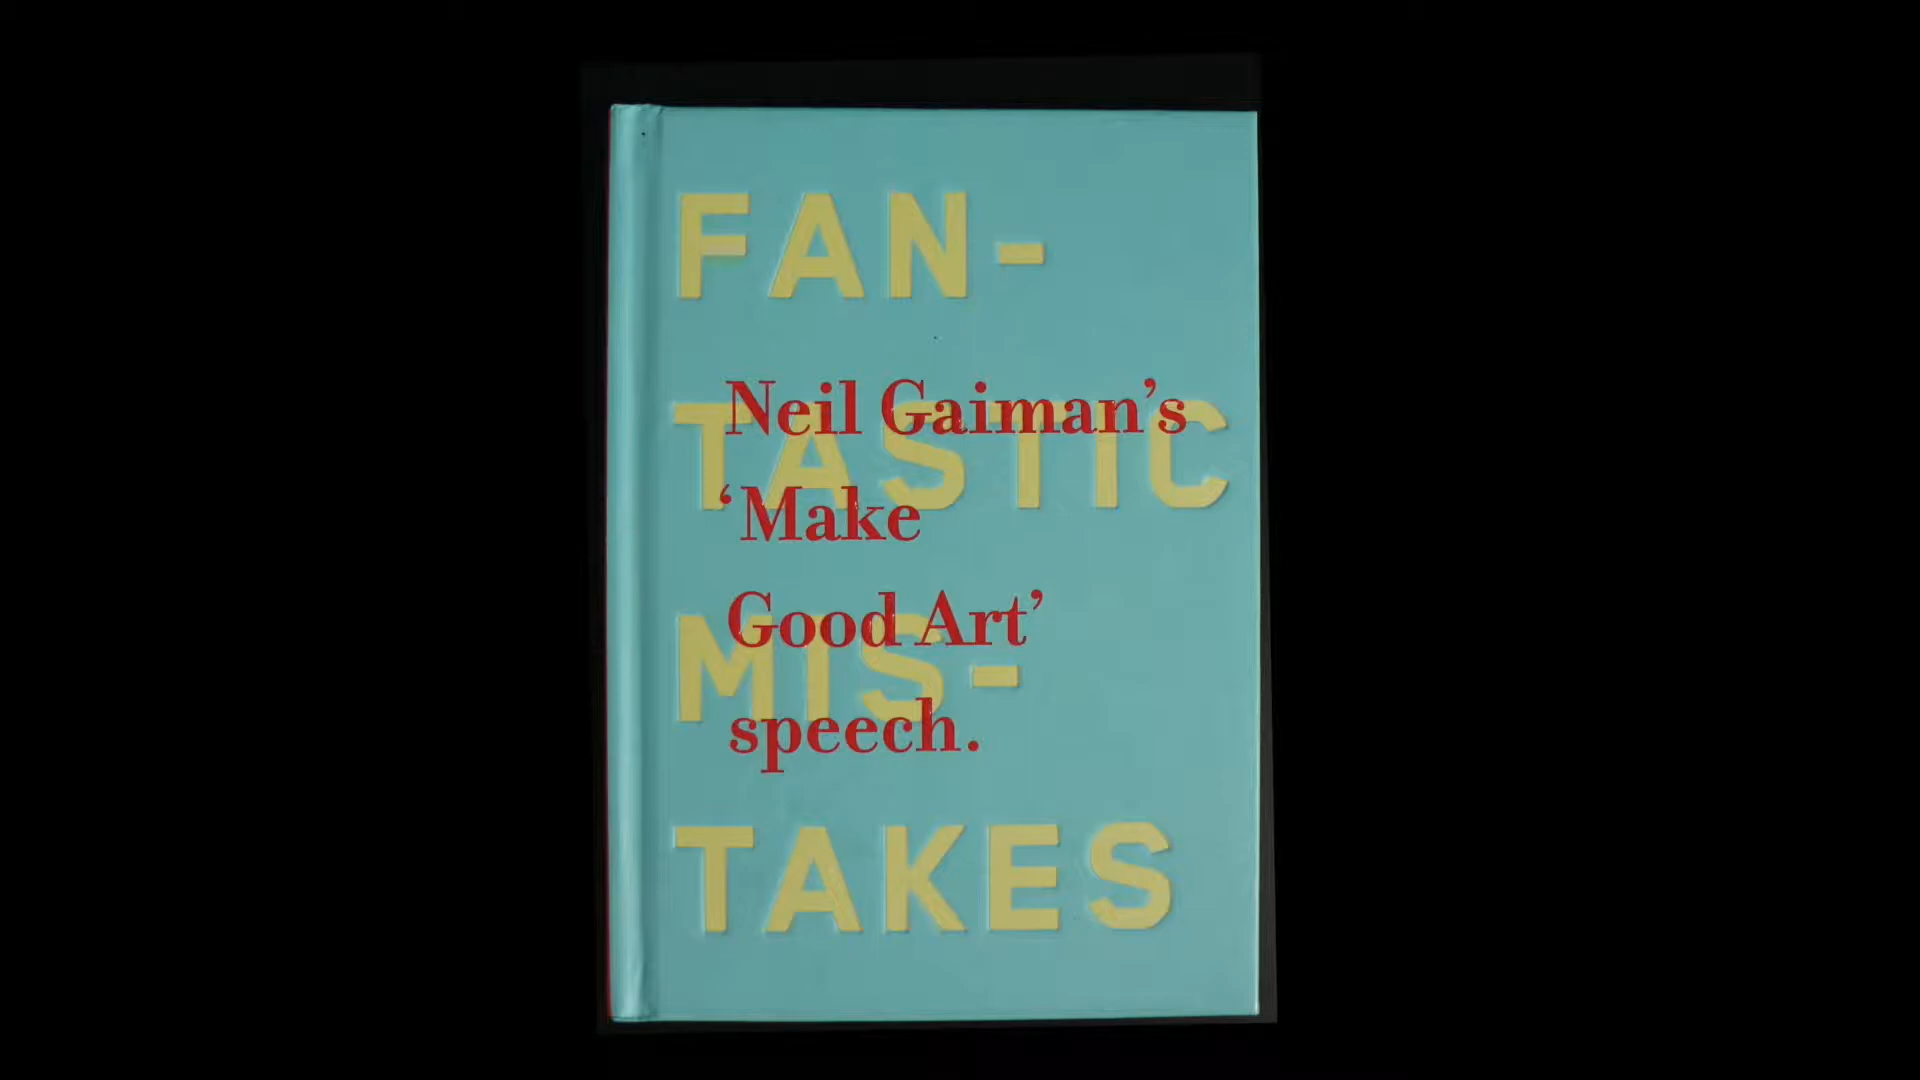 FAN-
Neil Gaiman’s
TASTIC
‘Make
Good Art’
MIS-
speech.
TAKES